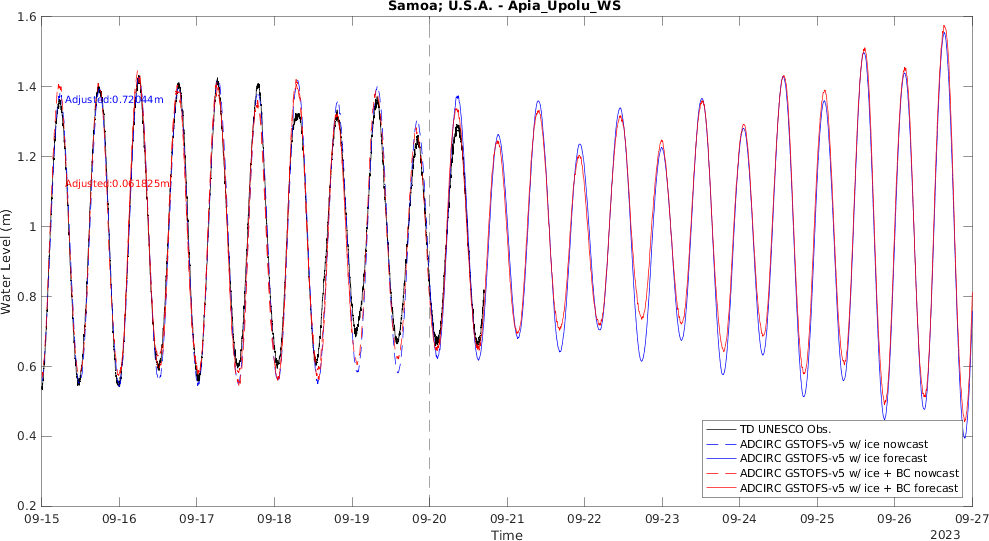 Samoa; U.S.A. - Apia_Upolu_WS
1.6
1.4
1.2
1
0.8
0.6
0.4
0.2
Water Level (m)
Adjusted:0.72044m
Adjusted:0.061825m
TD UNESCO Obs.
ADCIRC GSTOFS-v5 w/ ice nowcast
ADCIRC GSTOFS-v5 w/ ice forecast
ADCIRC GSTOFS-v5 w/ ice + BC nowcast
ADCIRC GSTOFS-v5 w/ ice + BC forecast
09-15 09-16 09-17 09-18 09-19 09-20 09-21 09-22 09-23 09-24 09-25 09-26 09-27
Time
2023